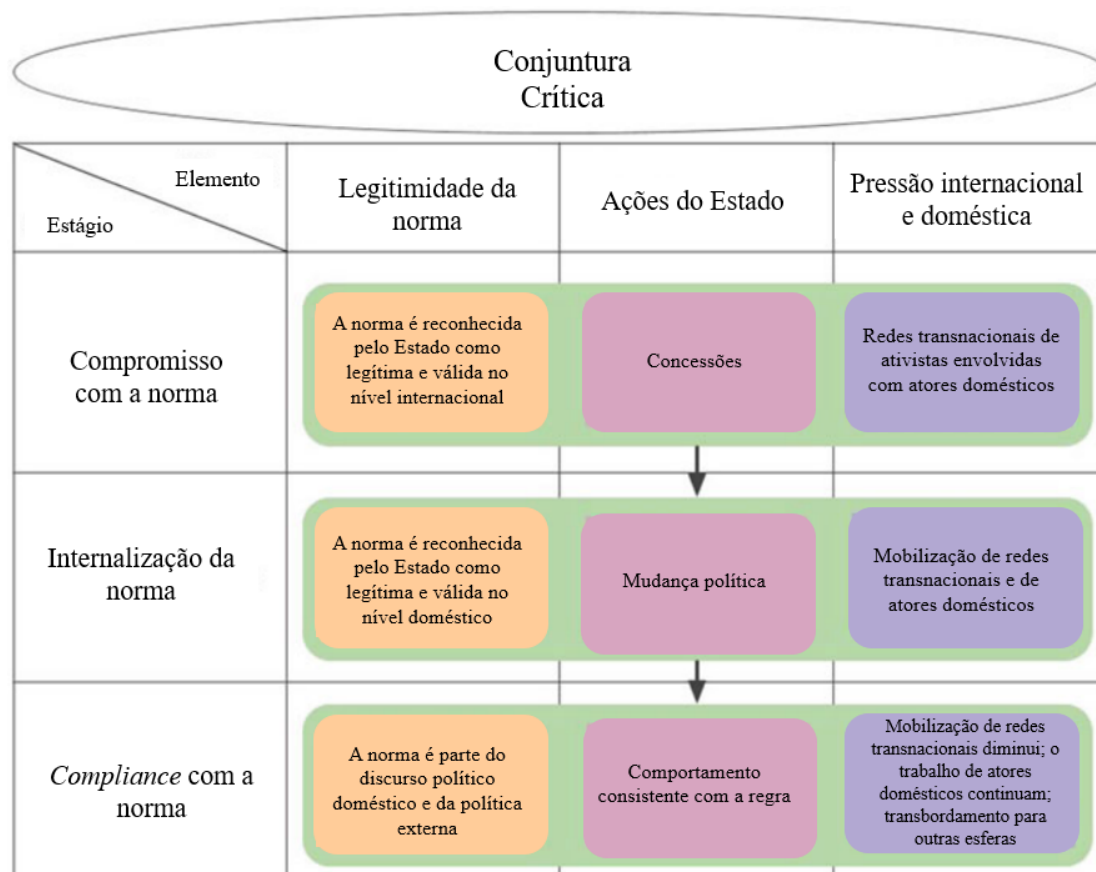 Conjuntura
Crítica
Elemento
Estágio
Legitimidade da
norma
Ações do Estado
Pressão internacional
e doméstica
Compromisso
com a norma
A norma é reconhecida
pelo Estado como
legítima e válida no
nível internacional
Concessões
Redes transnacionais de
ativistas envolvidas
com atores domésticos
Internalização da
norma
A norma é reconhecida
pelo Estado como
legítima e válida no
nível doméstico
Mudança política
Mobilização de redes
transnacionais e de
atores domésticos
Compliance com a
norma
A norma é parte do
discurso político
doméstico e da política
externa
Comportamento
consistente com a regra
Mobilização de redes
transnacionais diminui; o
trabalho de atores
domésticos continuam;
transbordamento para
outras esferas